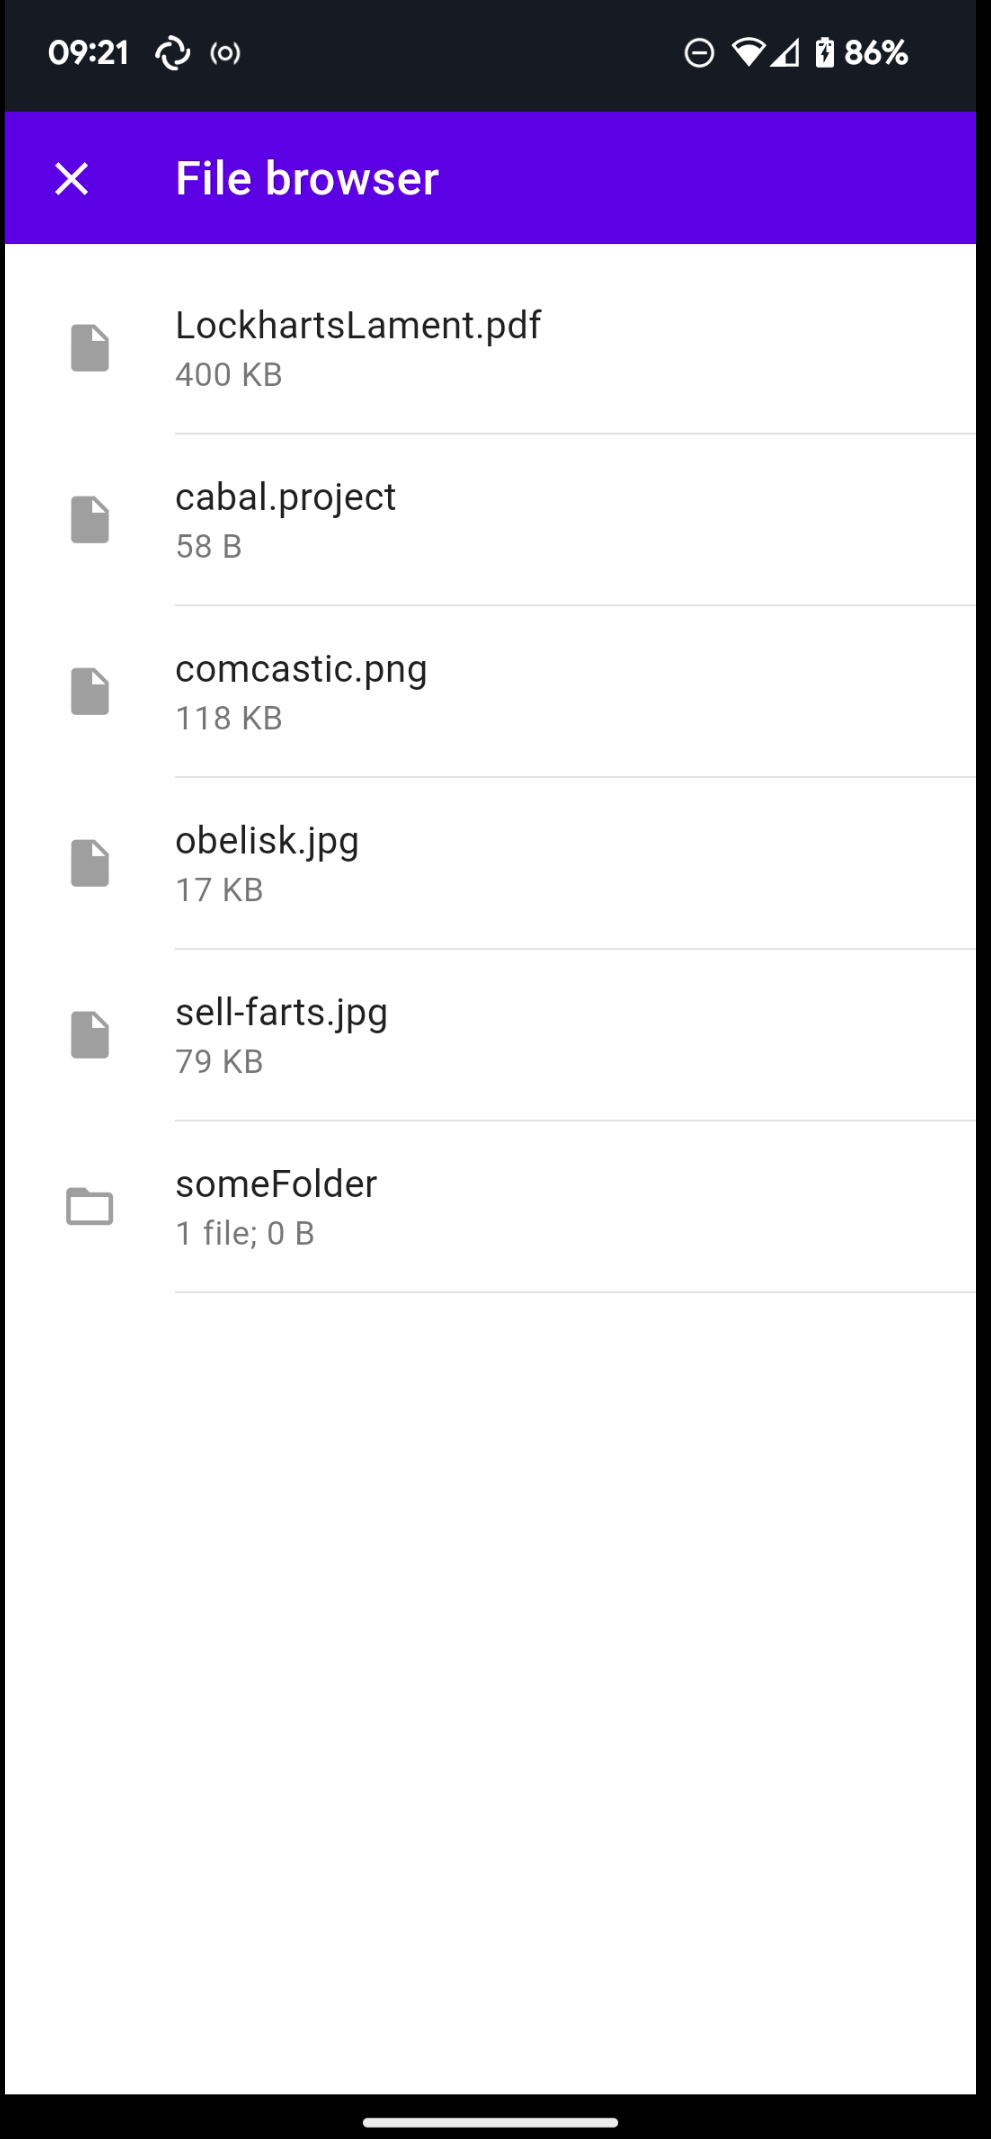 09:21 86%
File browser
LockhartsLament.pdf
400 KB
cabal.project
58 B
comcastic.png
118 KB
obelisk.jpg
17 KB
sell-farts.jpg
79 KB
someFolder
1 file; 0 B